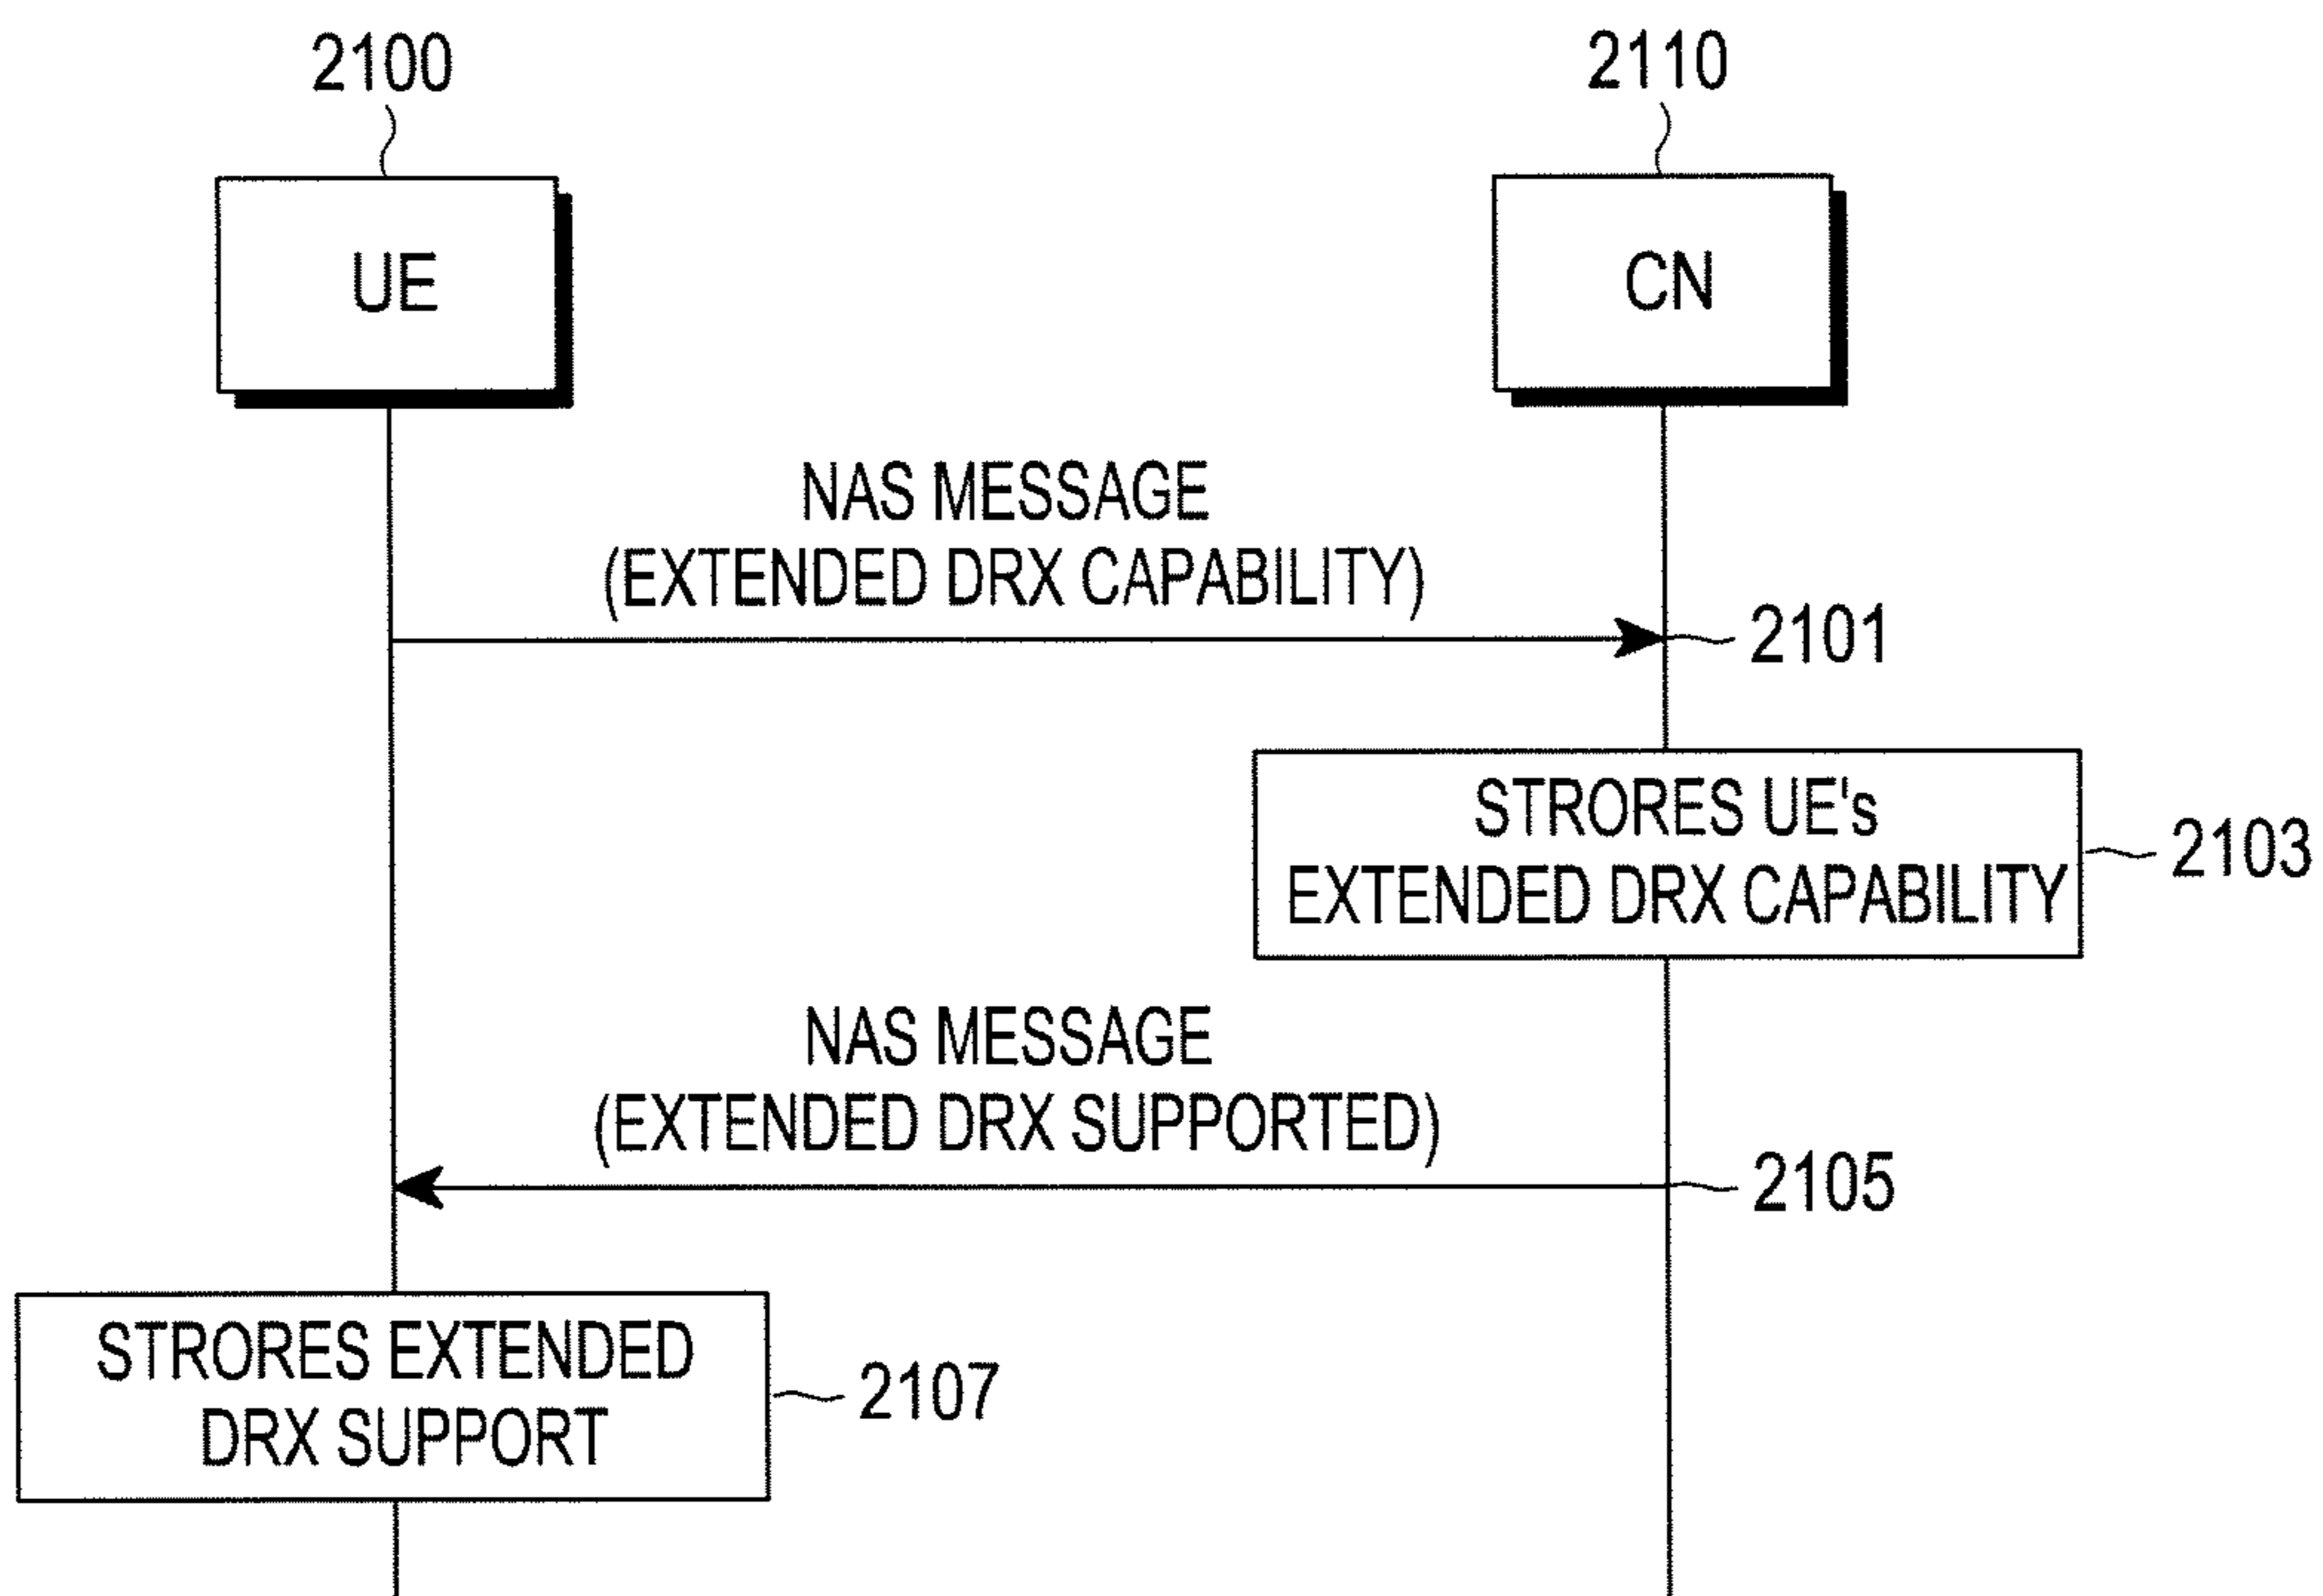 2100
2110
UE
CN
NAS MESSAGE
(EXTENDED DRX CAPABILITY)
2101
STRORES UE's
EXTENDED DRX CAPABILITY
2103
NAS MESSAGE
(EXTENDED DRX SUPPORTED)
2105
STRORES EXTENDED
DRX SUPPORT
2107